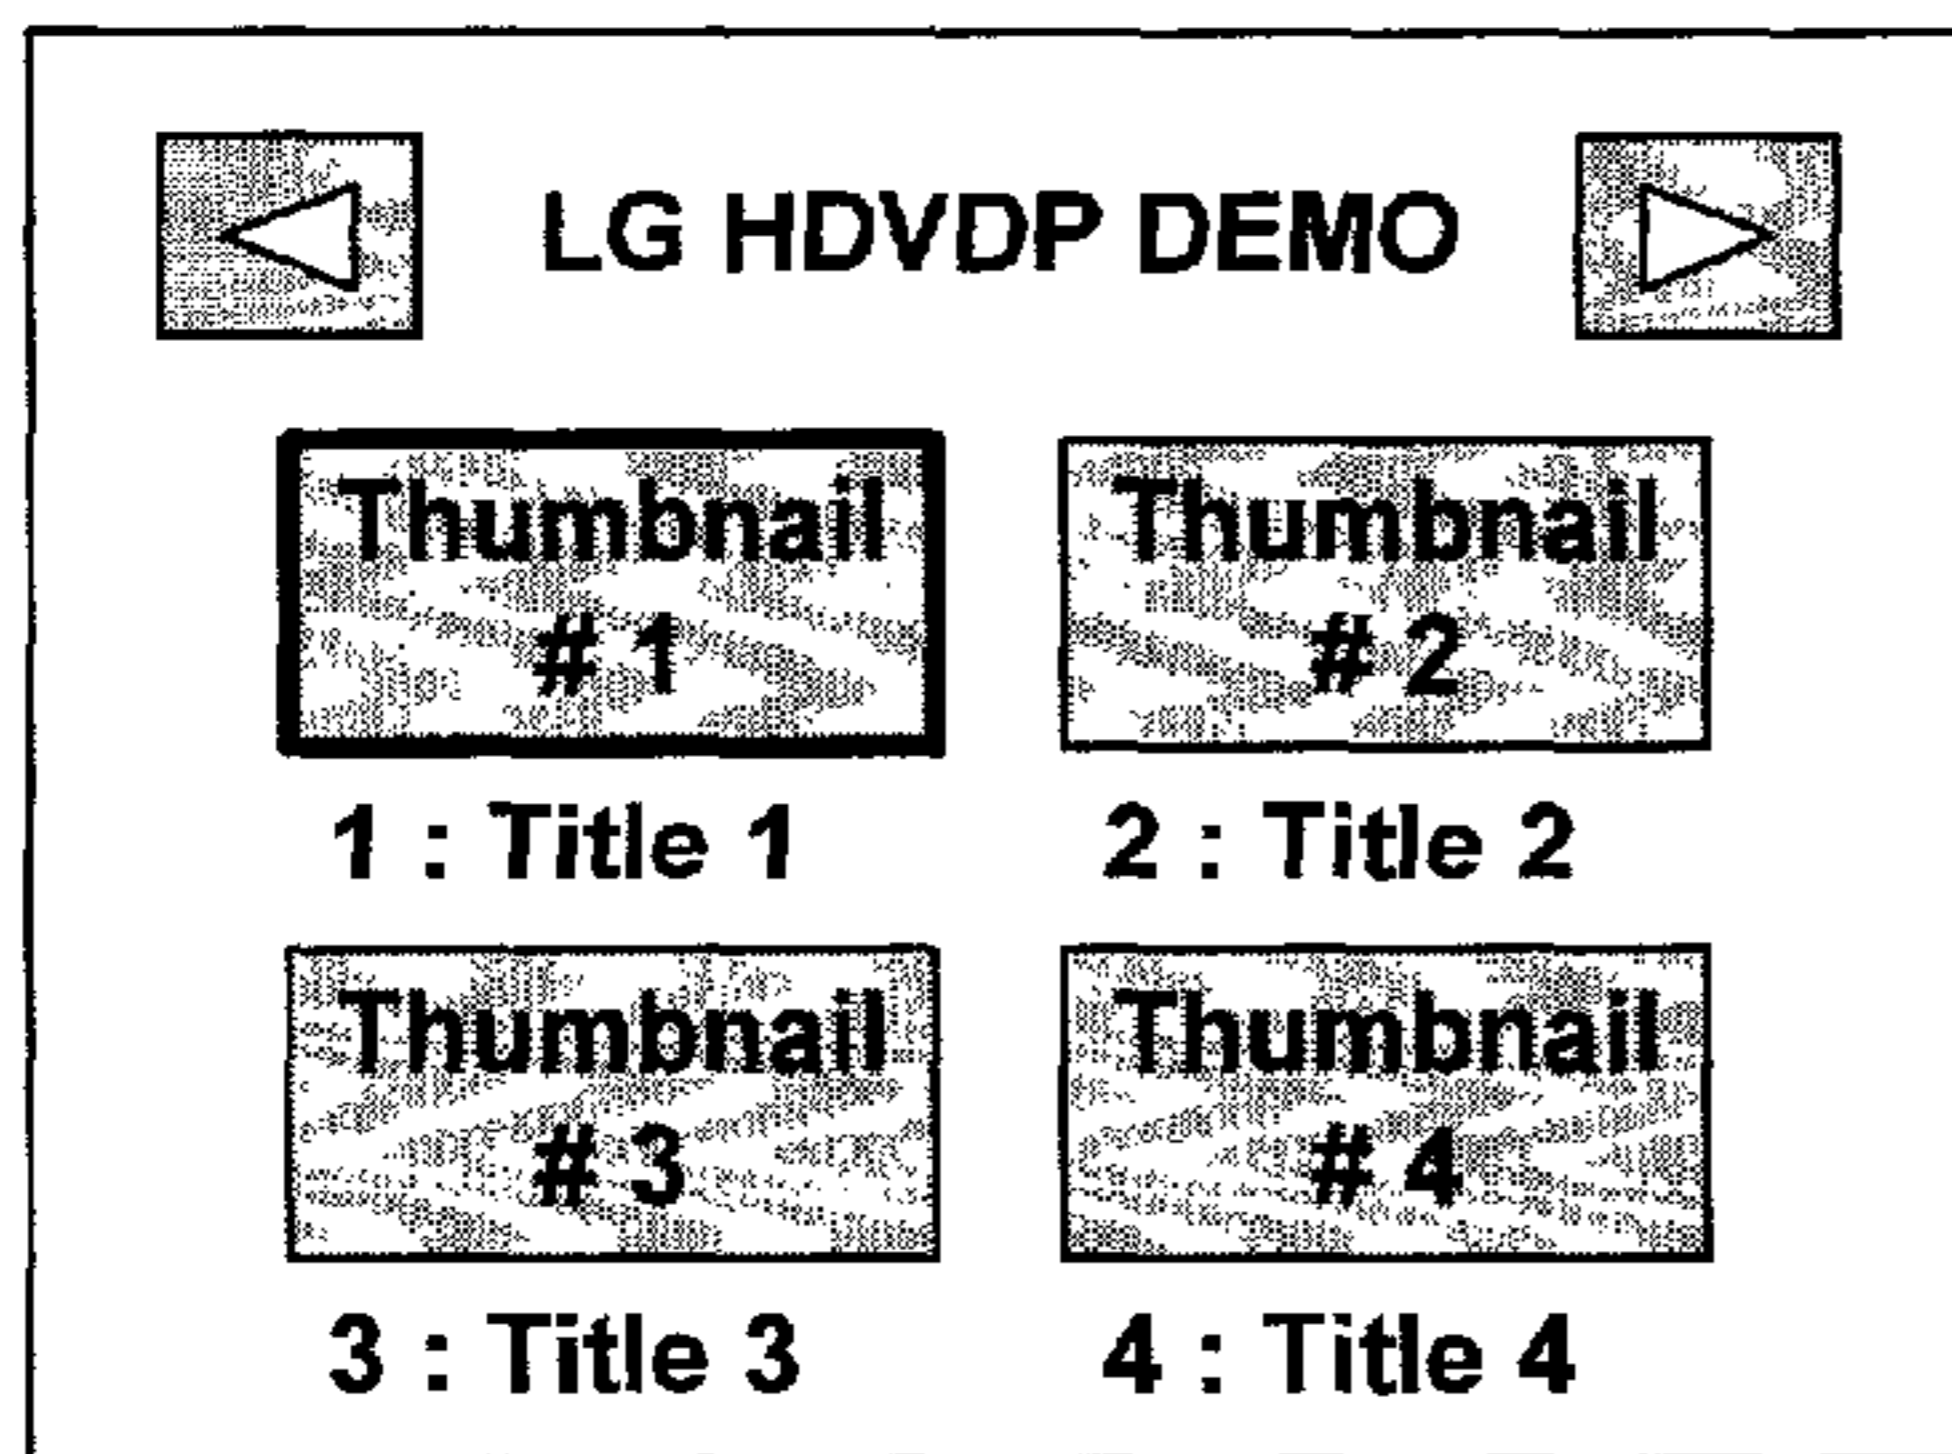 LG HDVDP DEMO
Thumbnail
# 1
Thumbnail
# 2
1 : Title 1
2 : Title 2
Thumbnail
# 3
Thumbnail
# 4
3 : Title 3
4 : Title 4